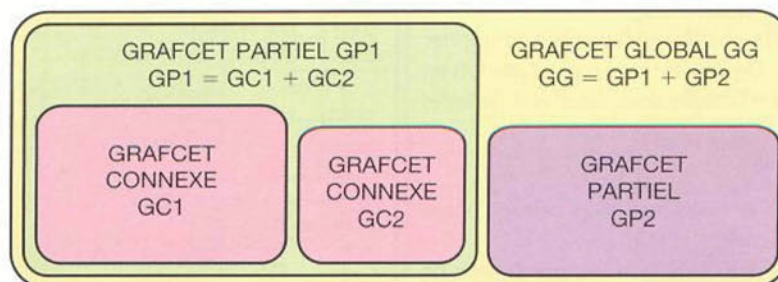 GRAFCET PARTIEL GP1
GP1 = GC1 + GC2
GRAFCET GLOBAL GG
GG = GP1 + GP2
GRAFCET
CONNEXE
GC1
GRAFCET
CONNEXE
GC2
GRAFCET
PARTIEL
GP2